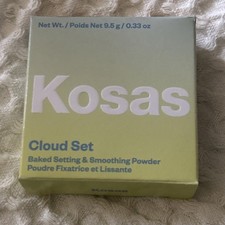 Net Wt. / Poids Net 9.5 g / 0.33 oz
Kosas
Cloud Set
Baked Setting & Smoothing Powder
Poudre Fixatrice et Lissante